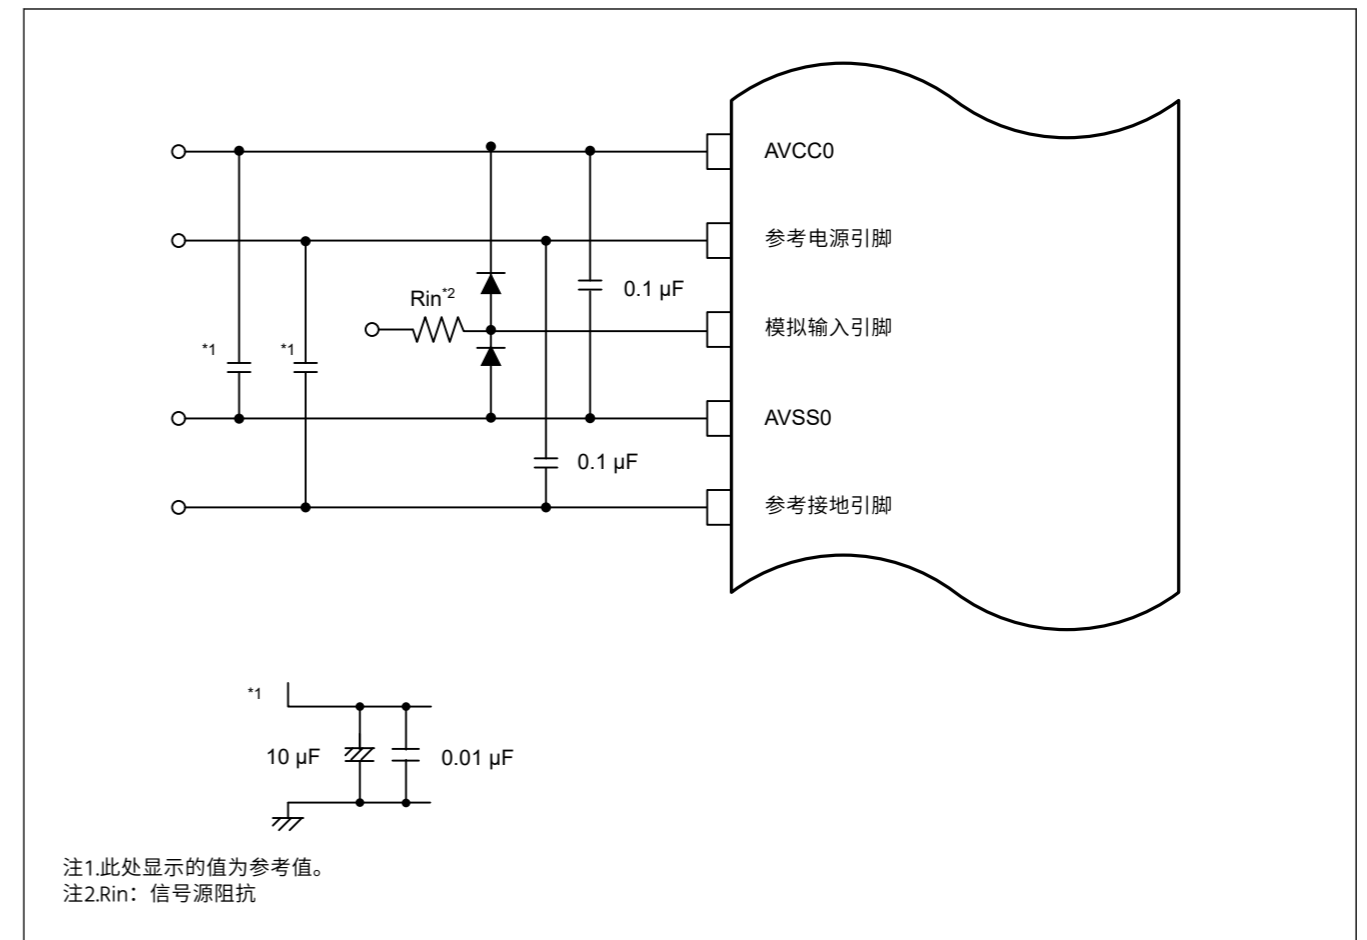 AVCC0
参考电源引脚
0.1 µF
Rin*2
模拟输入引脚
*1
*1
AVSS0
0.1 µF
参考接地引脚
*1
10 µF
0.01 µF
注1.此处显示的值为参考值。
注2.Rin：信号源阻抗